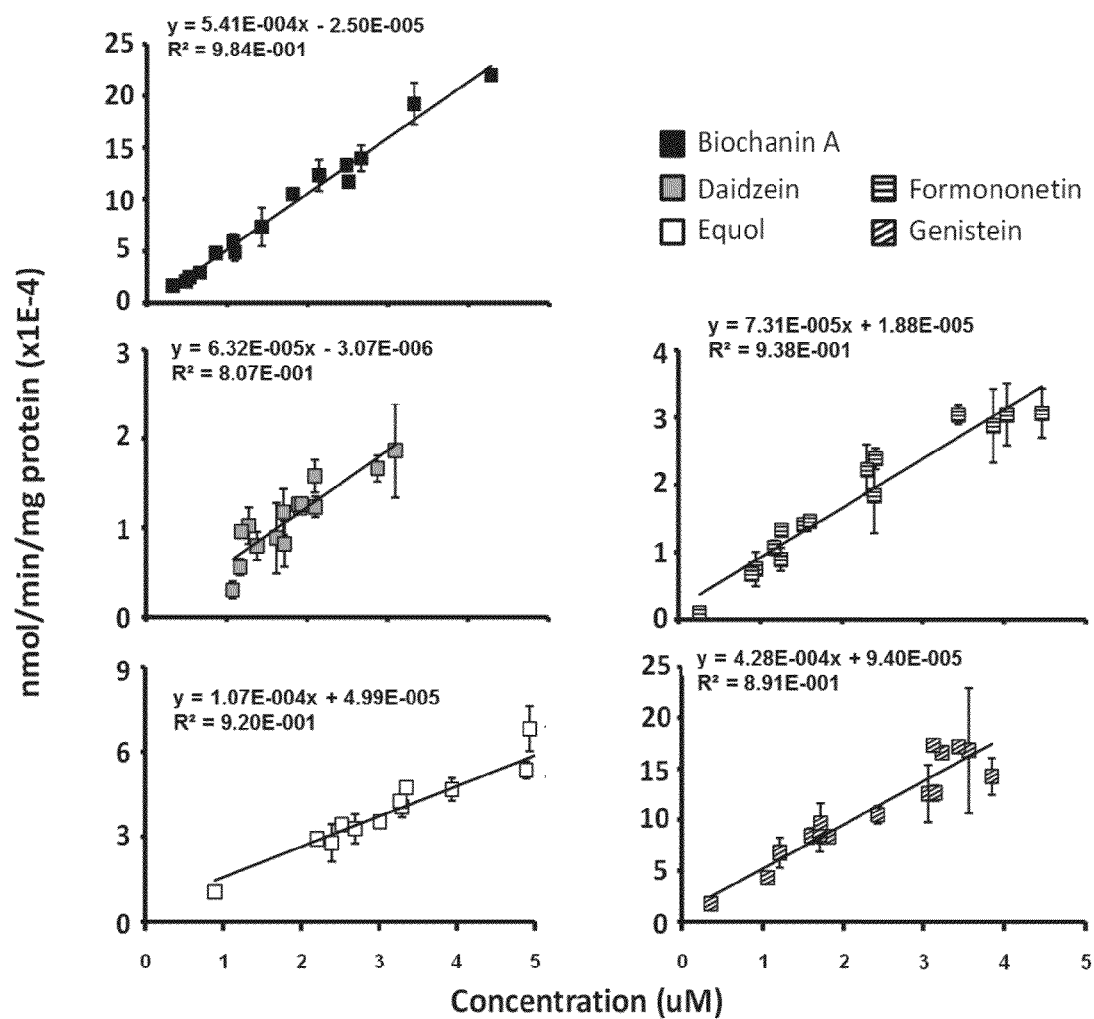 y = 5.41E-004x - 2.50E-005
R² = 9.84E-001
25
20
15
10
5
0
Biochanin A
Daidzein
Formononetin
Equol
Genistein
nmol/min/mg protein (x1E-4)
y = 6.32E-005x - 3.07E-006
R² = 8.07E-001
3
2
1
0
y = 7.31E-005x + 1.88E-005
R² = 9.38E-001
4
3
2
1
0
y = 1.07E-004x + 4.99E-005
R² = 9.20E-001
9
6
3
0
0 1 2 3 4 5
y = 4.28E-004x + 9.40E-005
R² = 8.91E-001
25
20
15
10
5
0
0 1 2 3 4 5
Concentration (uM)